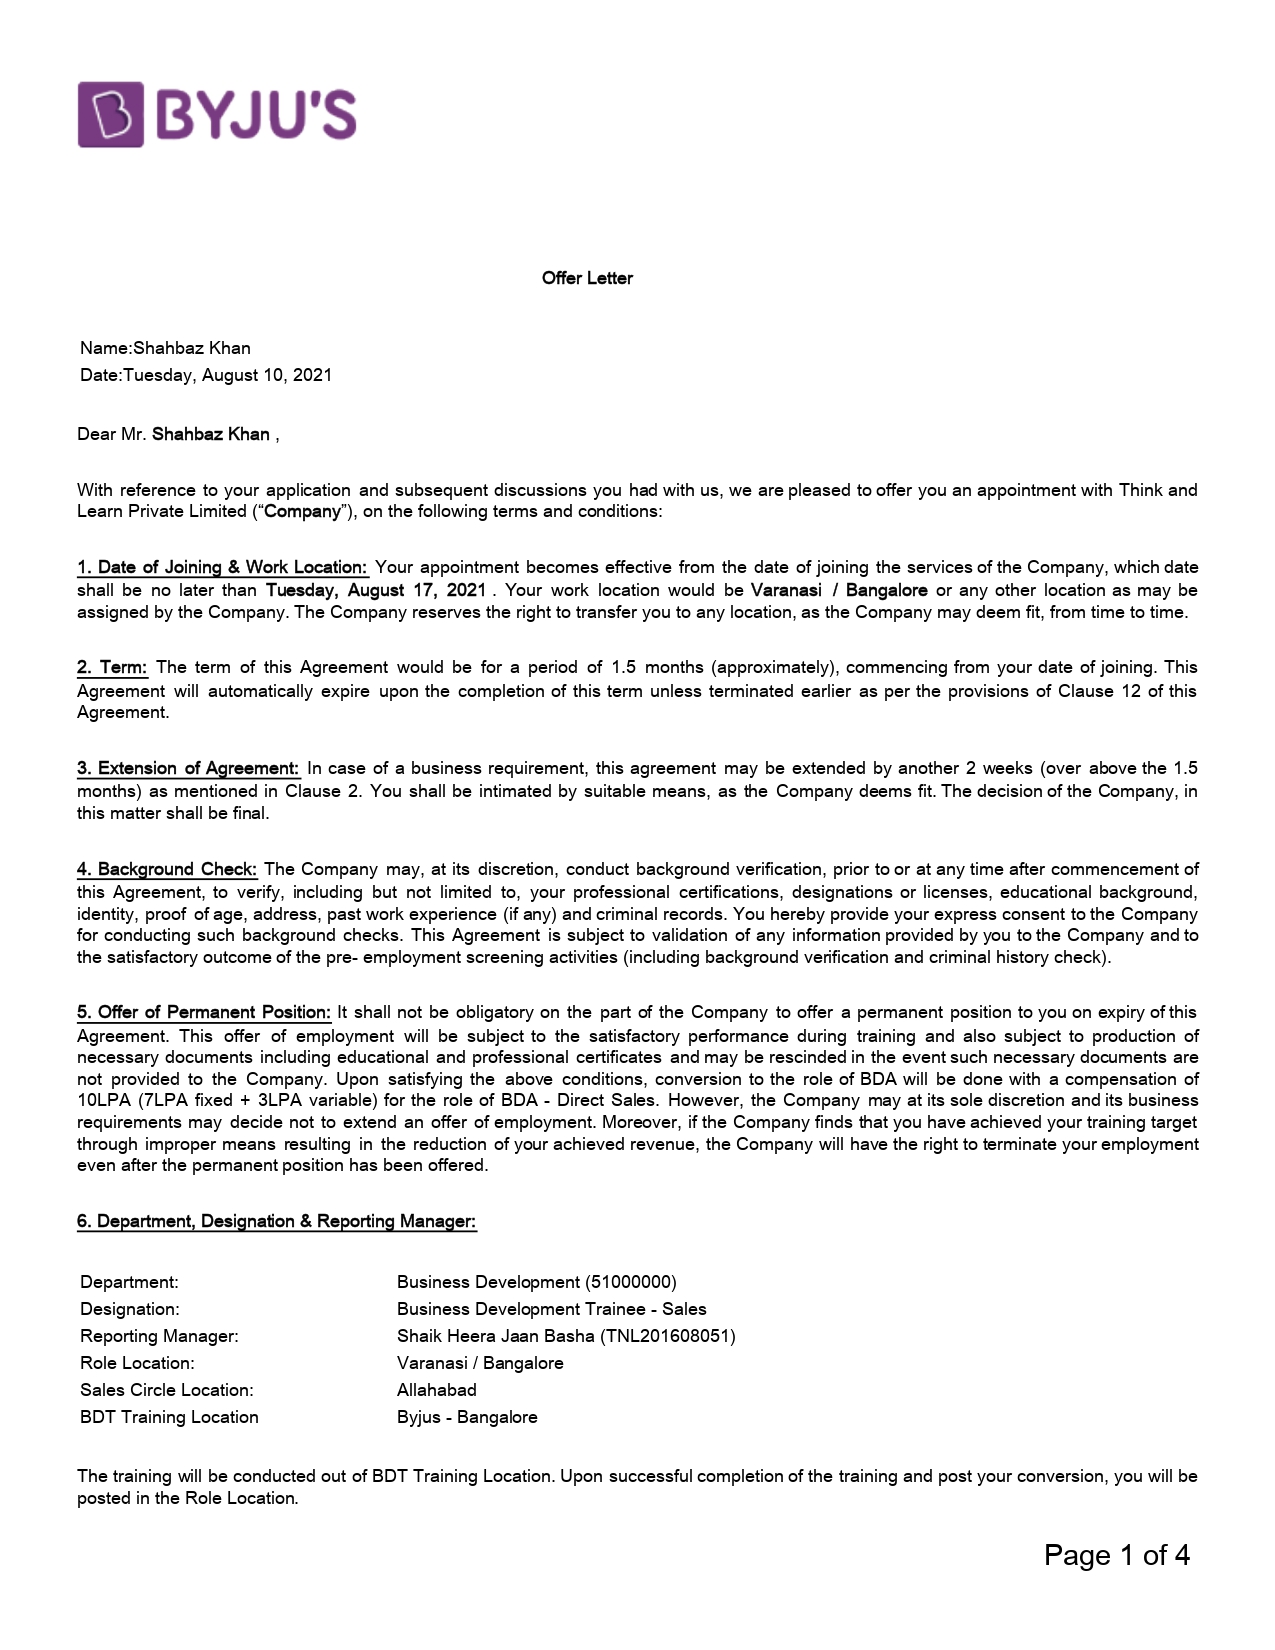 BYJU'S
Offer Letter
Name:Shahbaz Khan
Date:Tuesday, August 10, 2021
Dear Mr. Shahbaz Khan ,
With reference to your application and subsequent discussions you had with us, we are pleased to offer you an appointment with Think and
Learn Private Limited (“Company”), on the following terms and conditions:
1. Date of Joining & Work Location: Your appointment becomes effective from the date of joining the services of the Company, which date
shall be no later than Tuesday, August 17, 2021 . Your work location would be Varanasi / Bangalore or any other location as may be
assigned by the Company. The Company reserves the right to transfer you to any location, as the Company may deem fit, from time to time.
2. Term: The term of this Agreement would be for a period of 1.5 months (approximately), commencing from your date of joining. This
Agreement will automatically expire upon the completion of this term unless terminated earlier as per the provisions of Clause 12 of this
Agreement.
3. Extension of Agreement: In case of a business requirement, this agreement may be extended by another 2 weeks (over above the 1.5
months) as mentioned in Clause 2. You shall be intimated by suitable means, as the Company deems fit. The decision of the Company, in
this matter shall be final.
4. Background Check: The Company may, at its discretion, conduct background verification, prior to or at any time after commencement of
this Agreement, to verify, including but not limited to, your professional certifications, designations or licenses, educational background,
identity, proof of age, address, past work experience (if any) and criminal records. You hereby provide your express consent to the Company
for conducting such background checks. This Agreement is subject to validation of any information provided by you to the Company and to
the satisfactory outcome of the pre- employment screening activities (including background verification and criminal history check).
5. Offer of Permanent Position: It shall not be obligatory on the part of the Company to offer a permanent position to you on expiry of this
Agreement. This offer of employment will be subject to the satisfactory performance during training and also subject to production of
necessary documents including educational and professional certificates and may be rescinded in the event such necessary documents are
not provided to the Company. Upon satisfying the above conditions, conversion to the role of BDA will be done with a compensation of
10LPA (7LPA fixed + 3LPA variable) for the role of BDA - Direct Sales. However, the Company may at its sole discretion and its business
requirements may decide not to extend an offer of employment. Moreover, if the Company finds that you have achieved your training target
through improper means resulting in the reduction of your achieved revenue, the Company will have the right to terminate your employment
even after the permanent position has been offered.
6. Department, Designation & Reporting Manager:
Department: Business Development (51000000)
Designation: Business Development Trainee - Sales
Reporting Manager: Shaik Heera Jaan Basha (TNL201608051)
Role Location: Varanasi / Bangalore
Sales Circle Location: Allahabad
BDT Training Location Byjus - Bangalore
The training will be conducted out of BDT Training Location. Upon successful completion of the training and post your conversion, you will be
posted in the Role Location.
Page 1 of 4